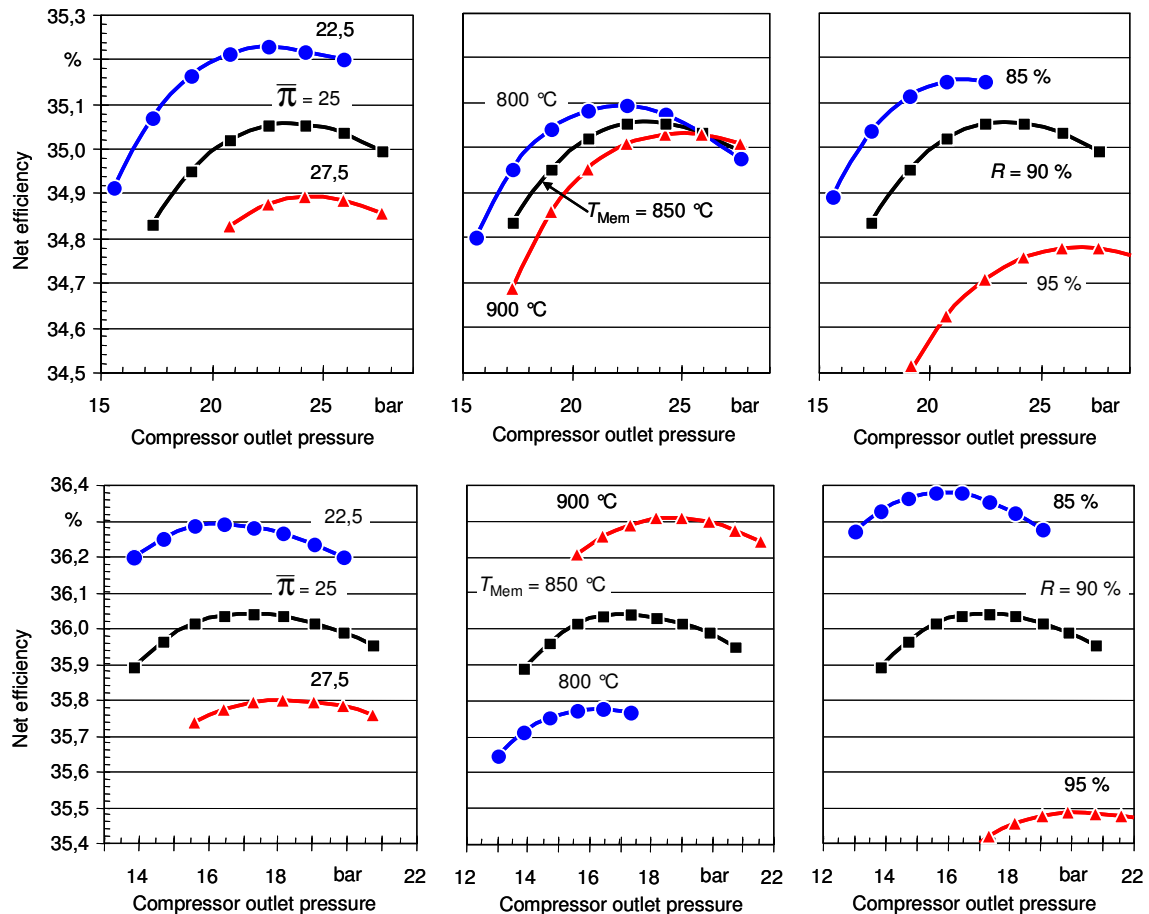 35,3
%
35,1
35,0
34,9
34,8
34,7
34,6
34,5
Net efficiency
22,5
π̅ = 25
27,5
15 20 25 bar
Compressor outlet pressure
800 °C
T_Mem = 850 °C
900 °C
15 20 25 bar
Compressor outlet pressure
85 %
R = 90 %
95 %
15 20 25 bar
Compressor outlet pressure
36,4
%
36,2
36,1
36,0
35,9
35,8
35,7
35,6
35,5
35,4
Net efficiency
22,5
π̅ = 25
27,5
14 16 18 bar 22
Compressor outlet pressure
900 °C
T_Mem = 850 °C
800 °C
12 14 16 18 bar 22
Compressor outlet pressure
85 %
R = 90 %
95 %
12 14 16 18 bar 22
Compressor outlet pressure